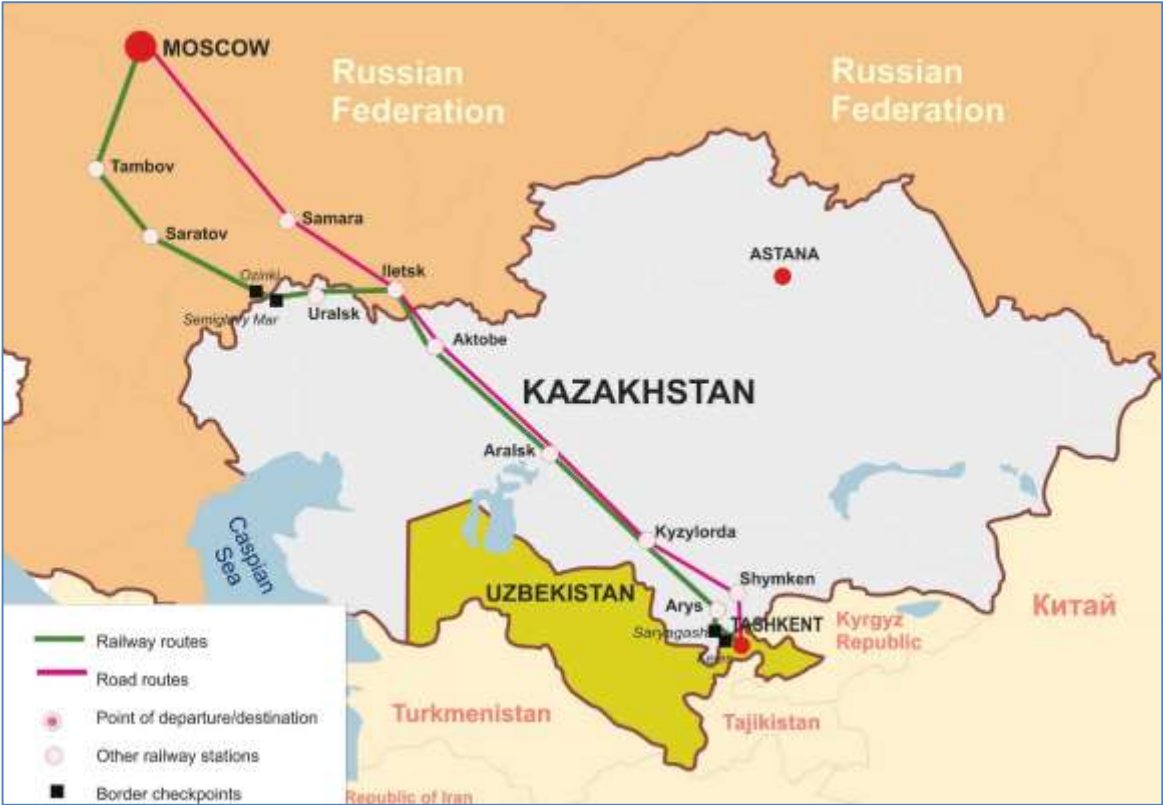 MOSCOW
Russian
Federation
Russian
Federation
Tambov
Samara
Saratov
ASTANA
Iletsk
Ozinki
Semiglavy Mar
Uralsk
Aktobe
KAZAKHSTAN
Aralsk
Caspian
Sea
Kyzylorda
UZBEKISTAN
Shymken
Arys
Saryagash
TASHKENT
Kyrgyz
Republic
Китай
Turkmenistan
Tajikistan
Railway routes
Road routes
Point of departure/destination
Other railway stations
Border checkpoints
Republic of Iran